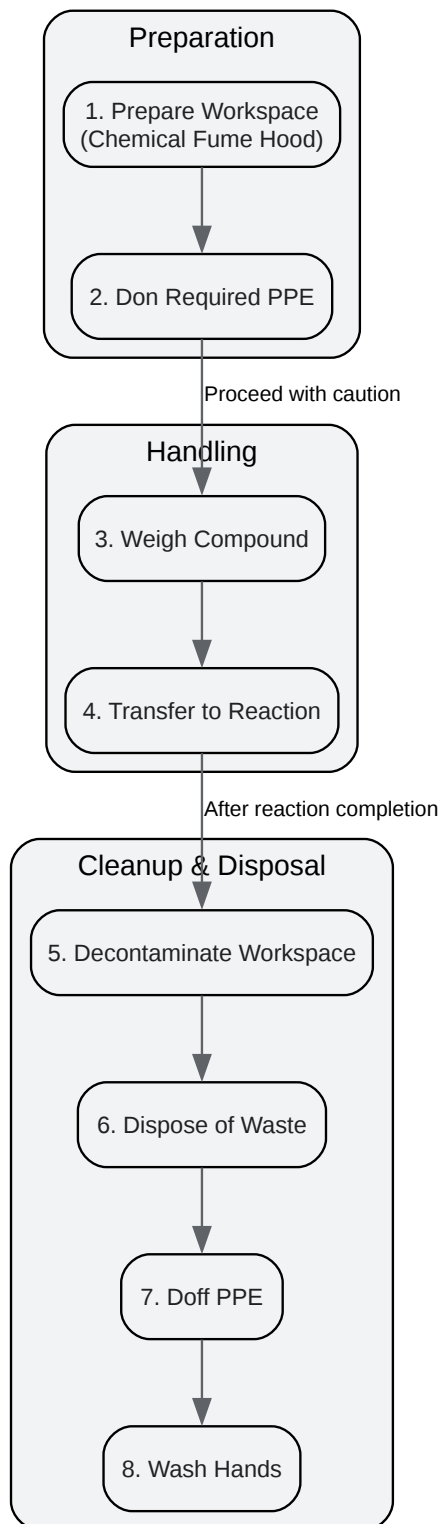 Preparation
1. Prepare Workspace
(Chemical Fume Hood)
2. Don Required PPE
Proceed with caution
Handling
3. Weigh Compound
4. Transfer to Reaction
After reaction completion
Cleanup & Disposal
5. Decontaminate Workspace
6. Dispose of Waste
7. Doff PPE
8. Wash Hands